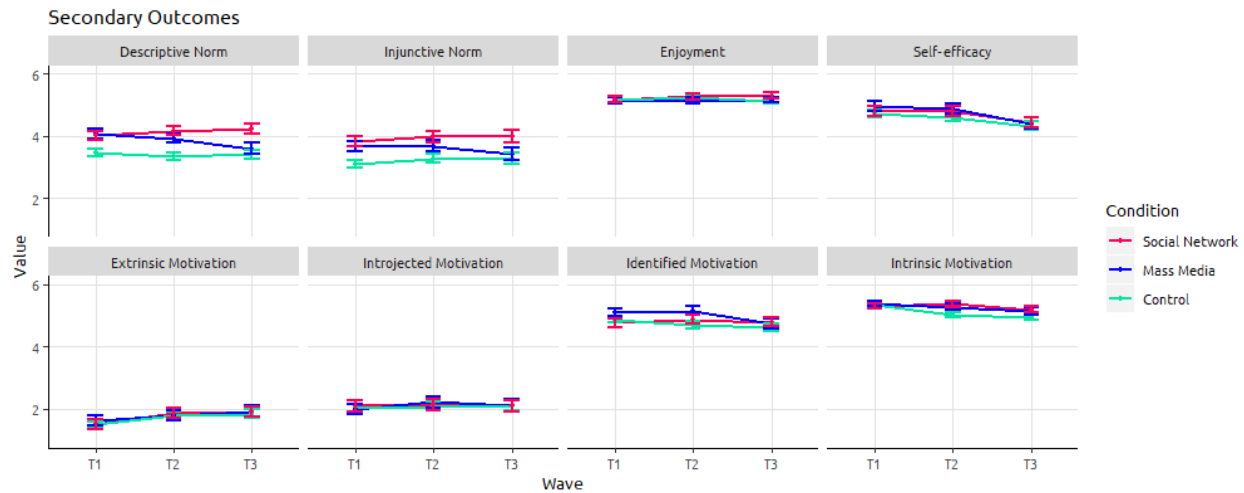 Secondary Outcomes
Descriptive Norm
Injunctive Norm
Enjoyment
Self-efficacy
6
4
2
Extrinsic Motivation
Introjected Motivation
Identified Motivation
Intrinsic Motivation
6
4
2
Value
T1 T2 T3
T1 T2 T3
T1 T2 T3
T1 T2 T3
Wave
Condition
Social Network
Mass Media
Control